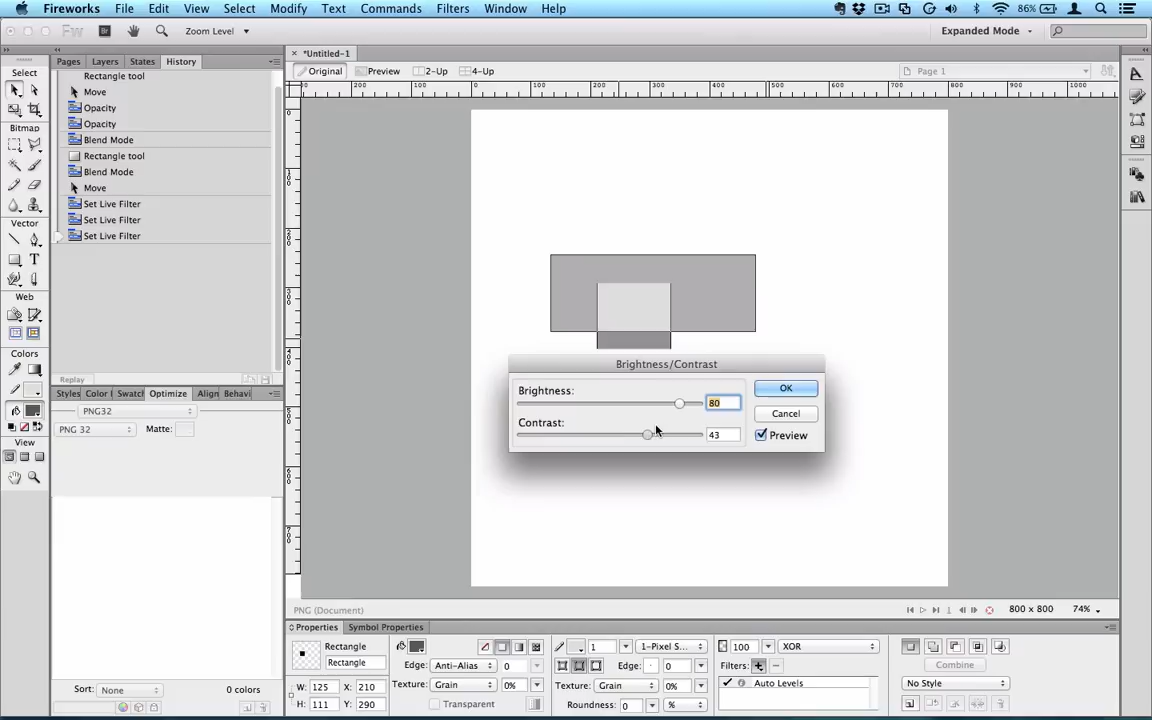 Fireworks File Edit View Select Modify Text Commands Filters Window Help 86%
Fw Br Zoom Level Expanded Mode
Select Pages Layers States History *Untitled-1
Rectangle tool Original Preview 2-Up 4-Up Page 1
Move
Opacity
Opacity
Bitmap
Blend Mode
Rectangle tool
Blend Mode
Move
Set Live Filter
Vector
Set Live Filter
Set Live Filter
Web
Colors
Replay
Styles Color Swatc Optimize Align Behavi
PNG32
PNG 32 Matte:
View
Brightness/Contrast
Brightness: 80 OK
Contrast: 43 Cancel
Preview
PNG (Document) 800 x 800 74%
Properties Symbol Properties
Rectangle 1 1-Pixel S... 100 XOR
Rectangle Edge: Anti-Alias 0 Edge: 0 Filters: Combine
W: 125 X: 210 Texture: Grain 0% Texture: Grain 0% Auto Levels No Style
H: 111 Y: 290 Transparent Roundness: 0 %
Sort: None 0 colors